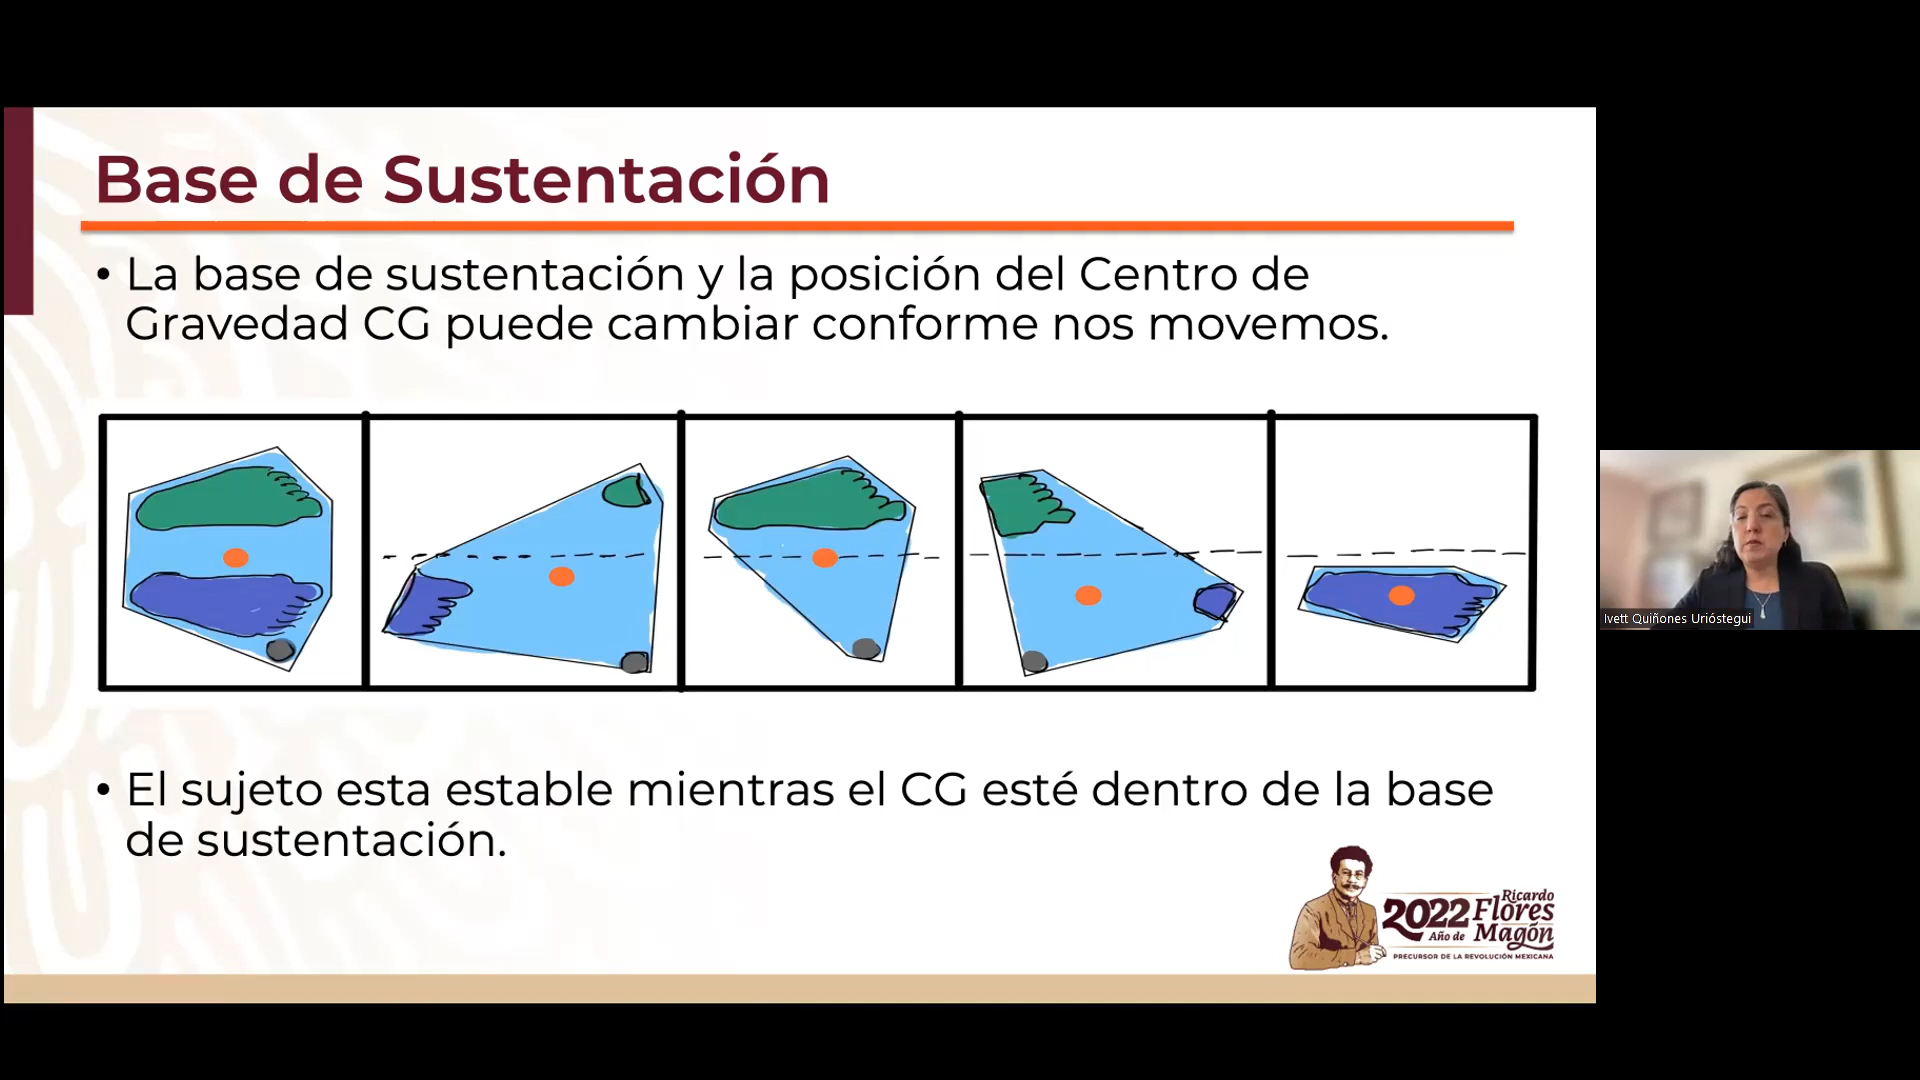 Base de Sustentación
• La base de sustentación y la posición del Centro de
Gravedad CG puede cambiar conforme nos movemos.
• El sujeto esta estable mientras el CG esté dentro de la base
de sustentación.
Ricardo
2022 Flores
Año de Magón
PRECURSOR DE LA REVOLUCIÓN MEXICANA
Ivett Quiñones Urióstegui